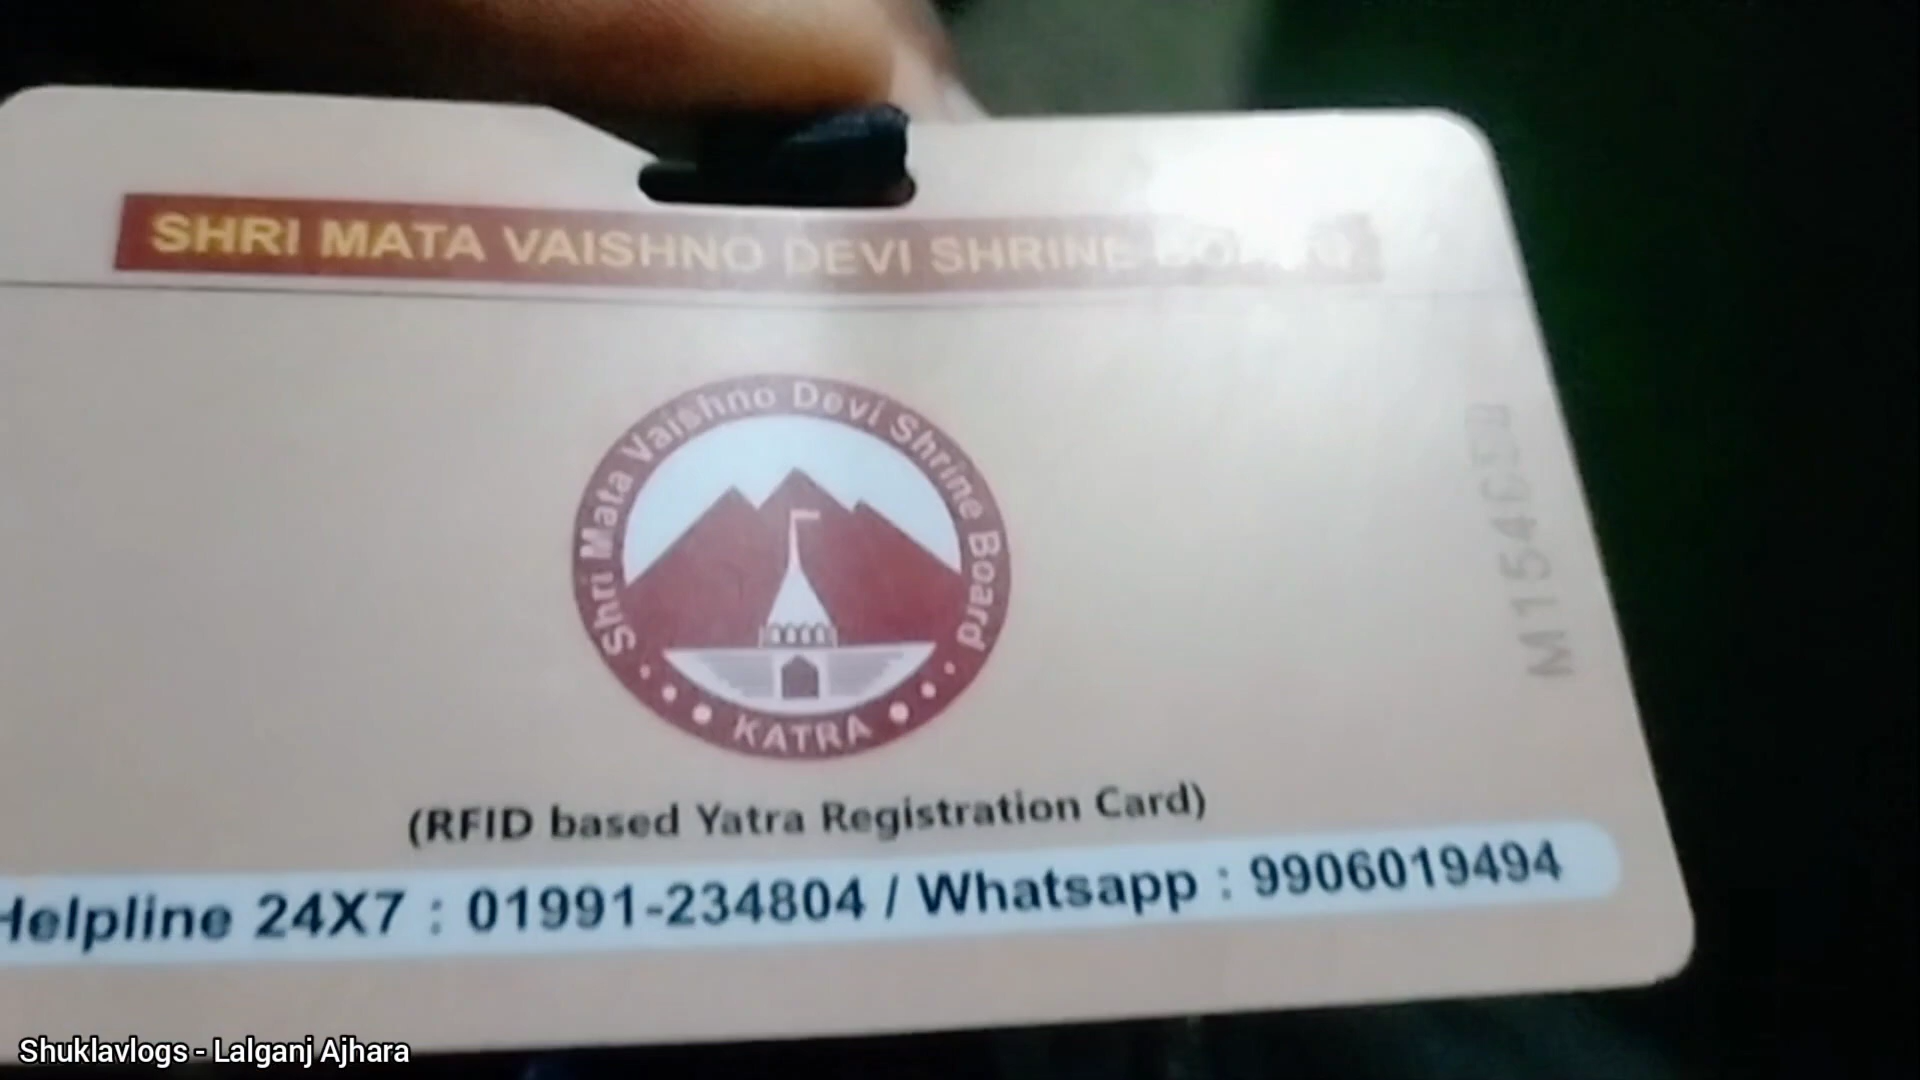 SHRI MATA VAISHNO DEVI SHRINE BOARD
Shri Mata Vaishno Devi Shrine Board
KATRA
(RFID based Yatra Registration Card)
Helpline 24X7 : 01991-234804 / Whatsapp : 9906019494
Shuklavlogs - Lalganj Ajhara